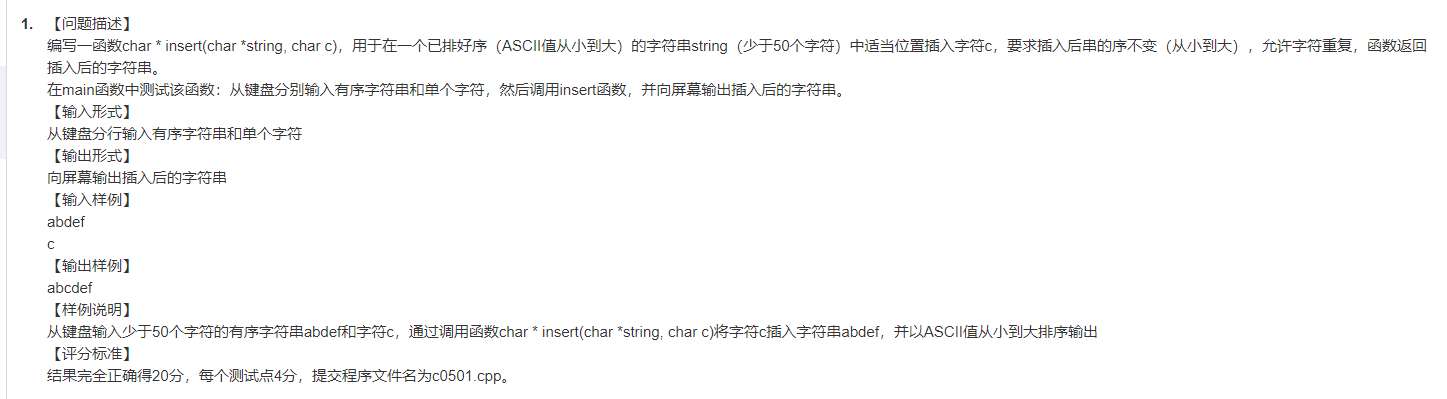 1. 【问题描述】
编写一函数char * insert(char *string, char c)，用于在一个已排好序（ASCII值从小到大）的字符串string（少于50个字符）中适当位置插入字符c，要求插入后串的序不变（从小到大），允许字符重复，函数返回
插入后的字符串。
在main函数中测试该函数：从键盘分别输入有序字符串和单个字符，然后调用insert函数，并向屏幕输出插入后的字符串。
【输入形式】
从键盘分行输入有序字符串和单个字符
【输出形式】
向屏幕输出插入后的字符串
【输入样例】
abdef
c
【输出样例】
abcdef
【样例说明】
从键盘输入少于50个字符的有序字符串abdef和字符c，通过调用函数char * insert(char *string, char c)将字符c插入字符串abdef，并以ASCII值从小到大排序输出
【评分标准】
结果完全正确得20分，每个测试点4分，提交程序文件名为c0501.cpp。